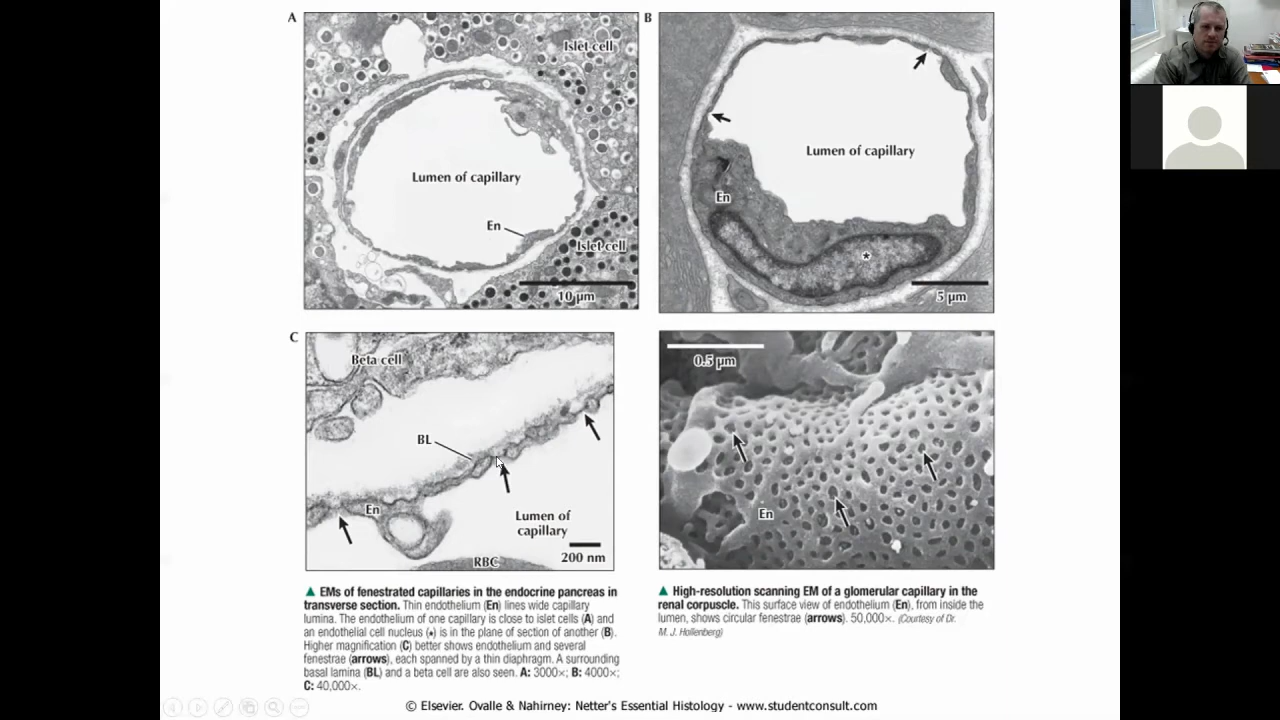 A
Islet cell
Lumen of capillary
En
Islet cell
10 µm
B
Lumen of capillary
En
*
5 µm
C
Beta cell
BL
En
Lumen of
capillary
200 nm
RBC
0.5 µm
En
▲ EMs of fenestrated capillaries in the endocrine pancreas in
transverse section. Thin endothelium (En) lines wide capillary
lumina. The endothelium of one capillary is close to islet cells (A) and
an endothelial cell nucleus (*) is in the plane of section of another (B).
Higher magnification (C) better shows endothelium and several
fenestrae (arrows), each spanned by a thin diaphragm. A surrounding
basal lamina (BL) and a beta cell are also seen. A: 3000×; B: 4000×;
C: 40,000×.
▲ High-resolution scanning EM of a glomerular capillary in the
renal corpuscle. This surface view of endothelium (En), from inside the
lumen, shows circular fenestrae (arrows). 50,000×. (Courtesy of Dr.
M. J. Hollenberg)
© Elsevier. Ovalle & Nahirney: Netter's Essential Histology - www.studentconsult.com